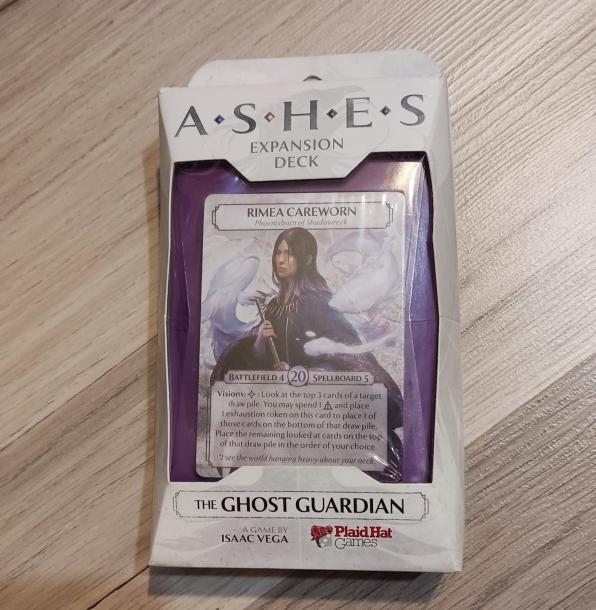 A·S·H·E·S
EXPANSION
DECK
RIMEA CAREWORN
Phoenixborn of Shadowreck
BATTLEFIELD 4 20 SPELLBOARD 5
Visions: : Look at the top 3 cards of a target
draw pile. You may spend 1 and place
1 exhaustion token on this card to place 1 of
those cards on the bottom of that draw pile.
Place the remaining looked at cards on the top
of that draw pile in the order of your choice.
"I see the world hanging heavy about your neck."
THE GHOST GUARDIAN
A GAME BY
ISAAC VEGA
Plaid Hat
Games